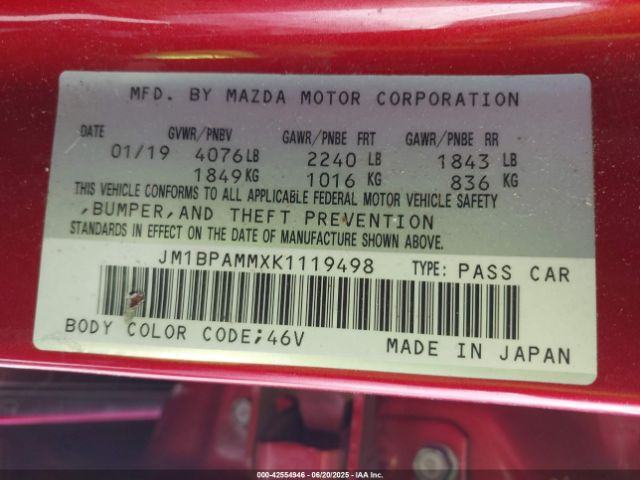 MFD. BY MAZDA MOTOR CORPORATION
DATE GVWR/PNBV GAWR/PNBE FRT GAWR/PNBE RR
01/19 4076LB 2240 LB 1843 LB
1849KG 1016 KG 836 KG
THIS VEHICLE CONFORMS TO ALL APPLICABLE FEDERAL MOTOR VEHICLE SAFETY
,BUMPER,AND THEFT PREVENTION
STANDARDS IN EFFECT ON THE DATE OF MANUFACTURE SHOWN ABOVE.
JM1BPAMMXK1119498 TYPE: PASS CAR
BODY COLOR CODE;46V MADE IN JAPAN
000-42554946 - 06/20/2025 - IAA Inc.